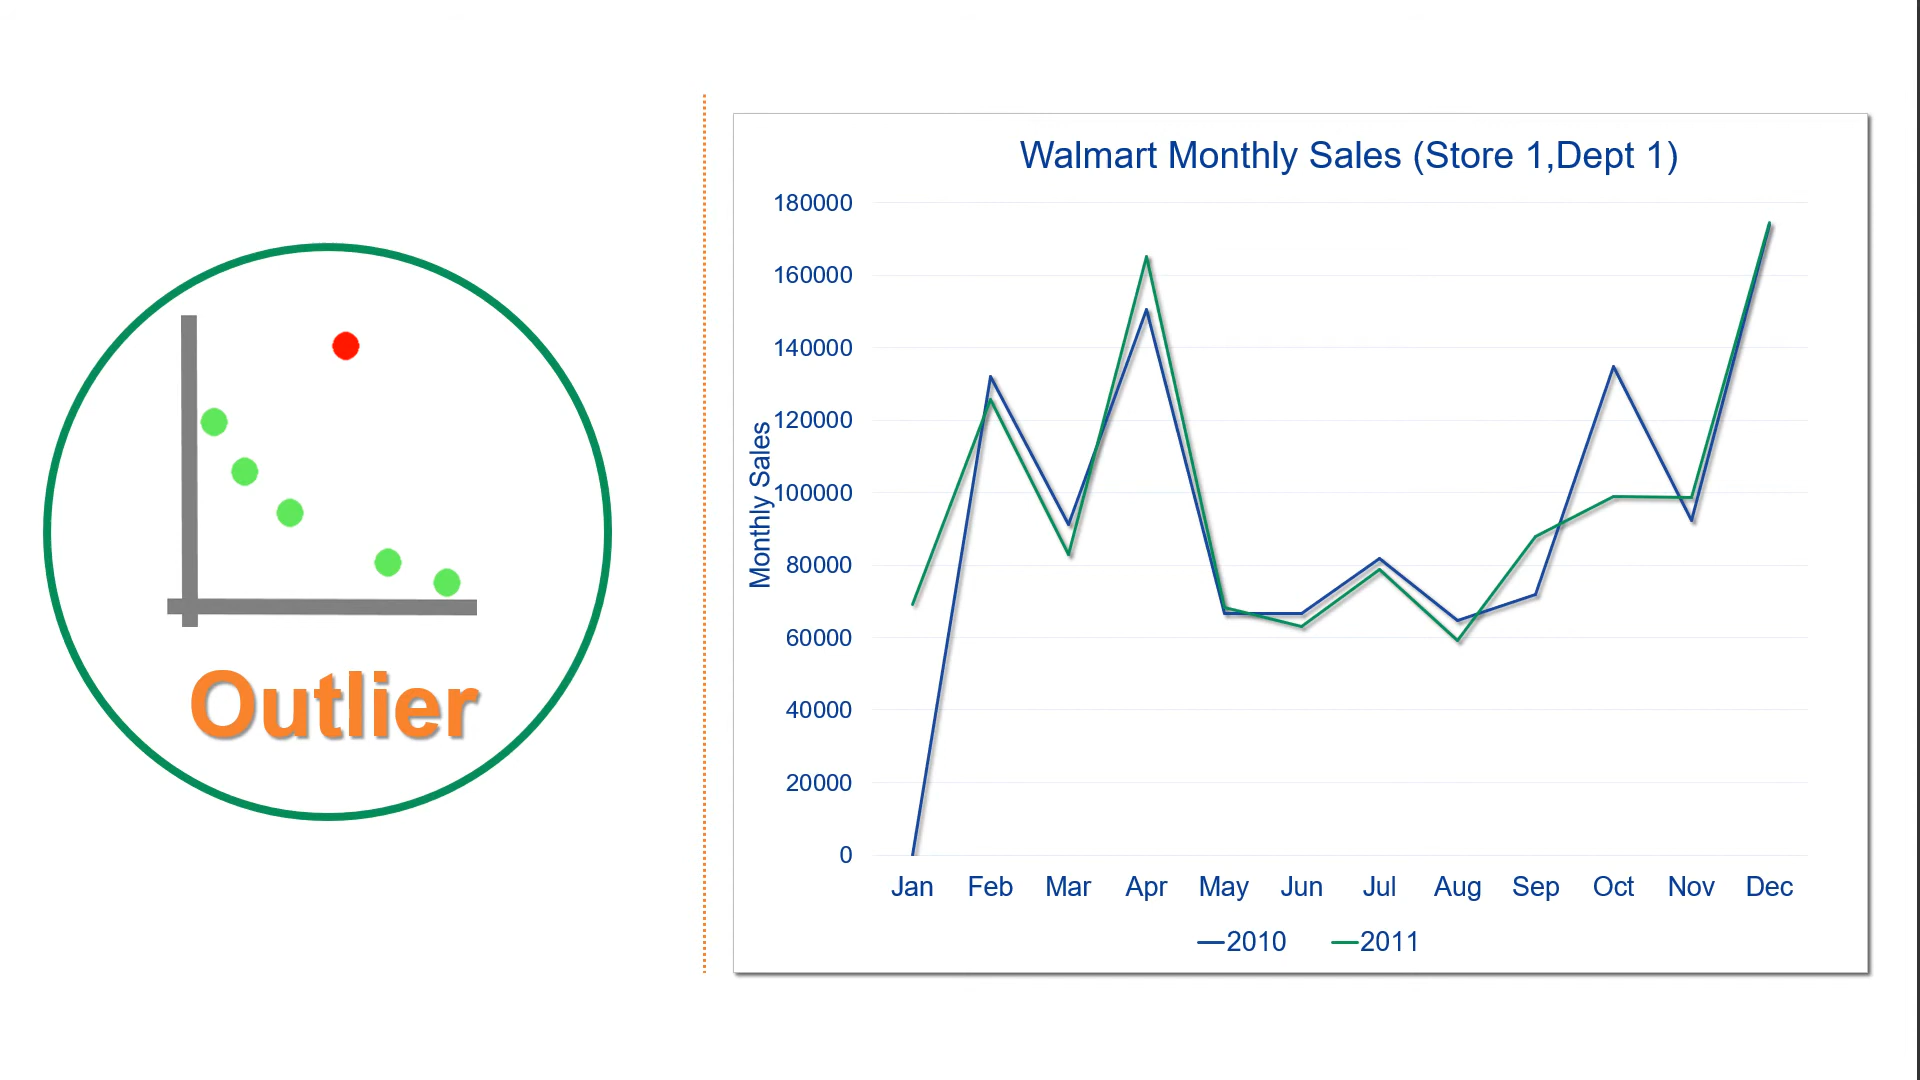 Outlier
Walmart Monthly Sales (Store 1,Dept 1)
Monthly Sales
180000
160000
140000
120000
100000
80000
60000
40000
20000
0
Jan Feb Mar Apr May Jun Jul Aug Sep Oct Nov Dec
2010 2011